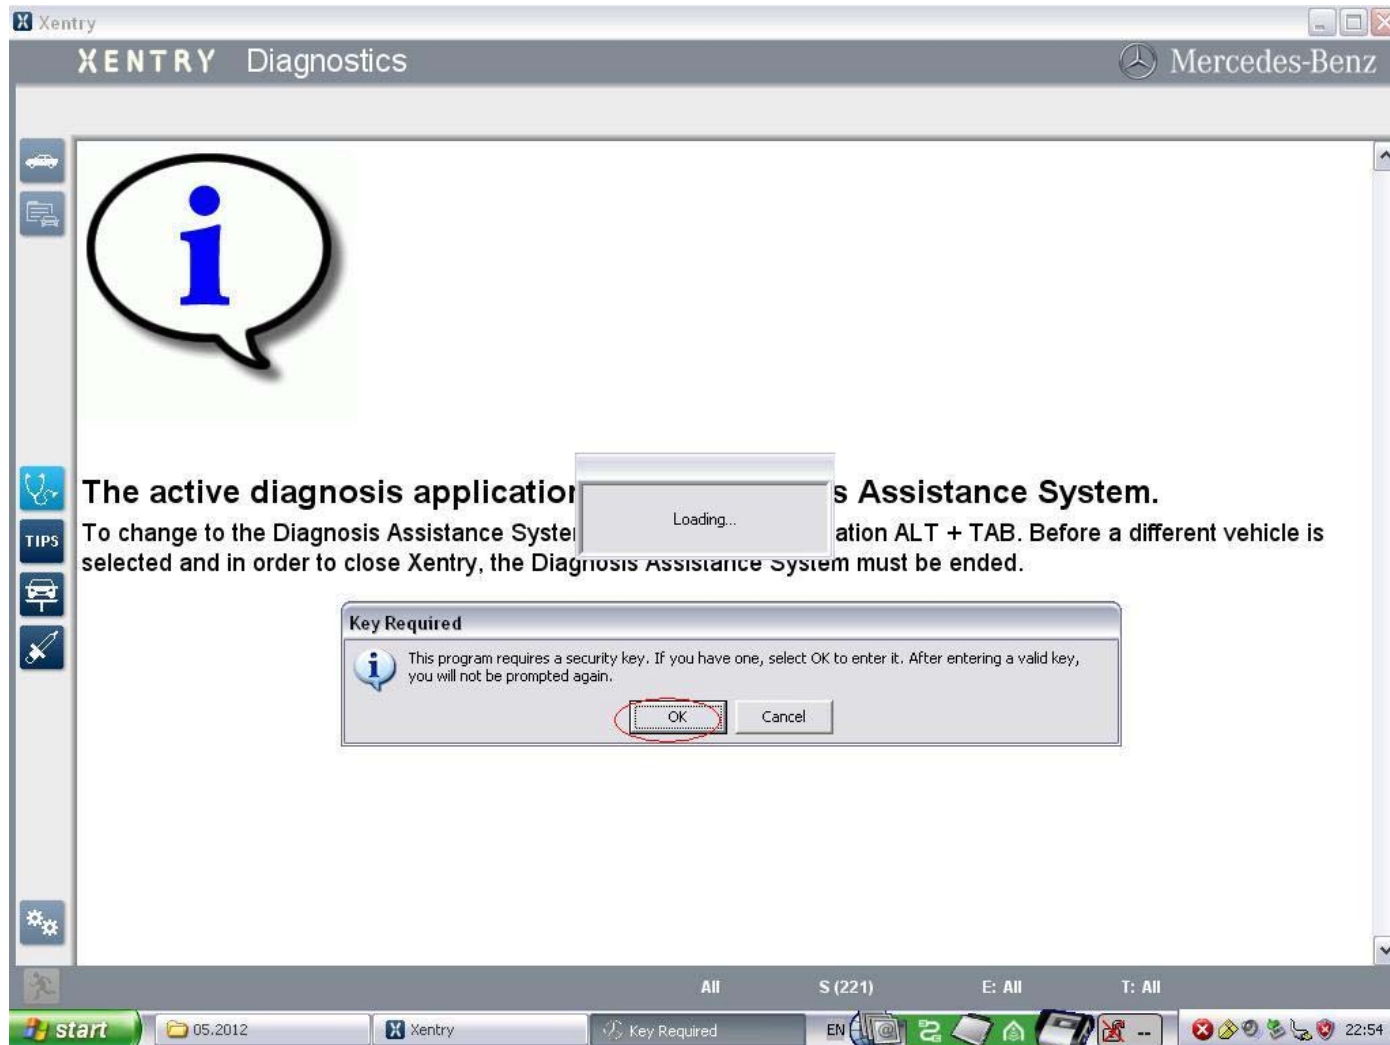 Xentry
XENTRY Diagnostics
Mercedes-Benz
The active diagnosis applicatio
s Assistance System.
Loading...
To change to the Diagnosis Assistance Syste
ation ALT + TAB. Before a different vehicle is
selected and in order to close Xentry, the Diagnosis Assistance System must be ended.
TIPS
Key Required
This program requires a security key. If you have one, select OK to enter it. After entering a valid key,
you will not be prompted again.
OK Cancel
All S (221) E: All T: All
start 05.2012 Xentry Key Required EN -- 22:54